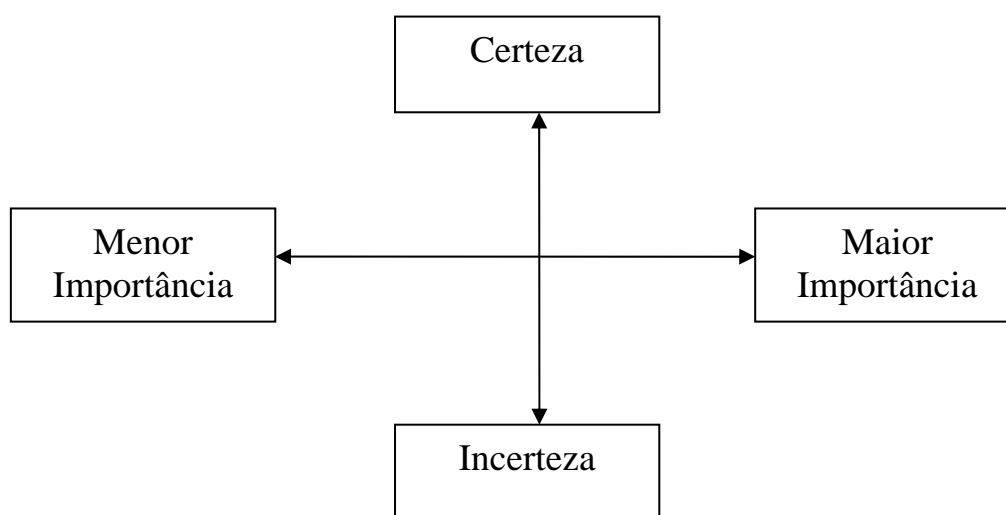 Certeza
Menor
Importância
Maior
Importância
Incerteza